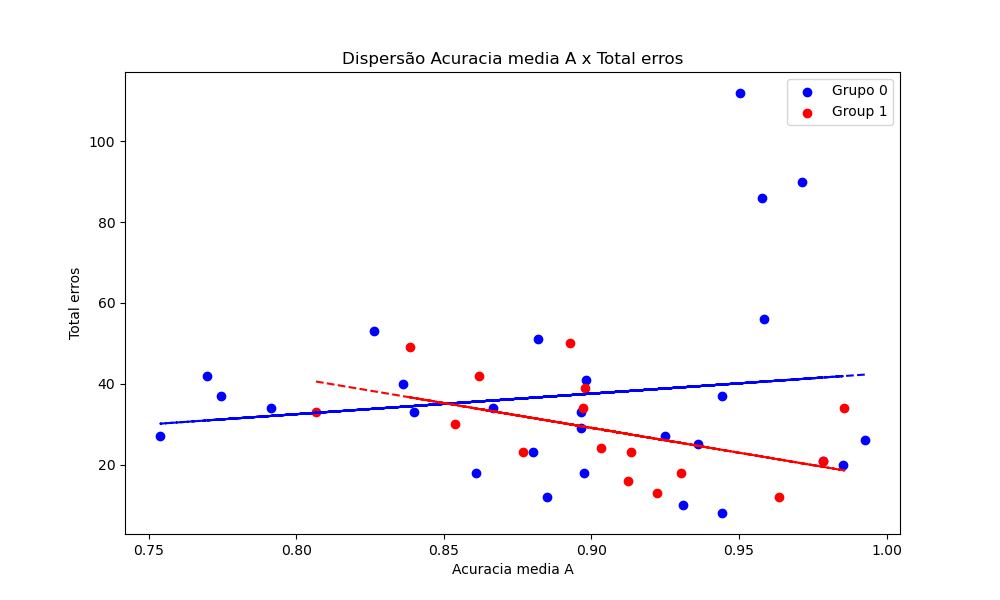 Dispersão Acuracia media A x Total erros
Grupo 0
Group 1
Total erros
100
80
60
40
20
0.75
0.80
0.85
0.90
0.95
1.00
Acuracia media A